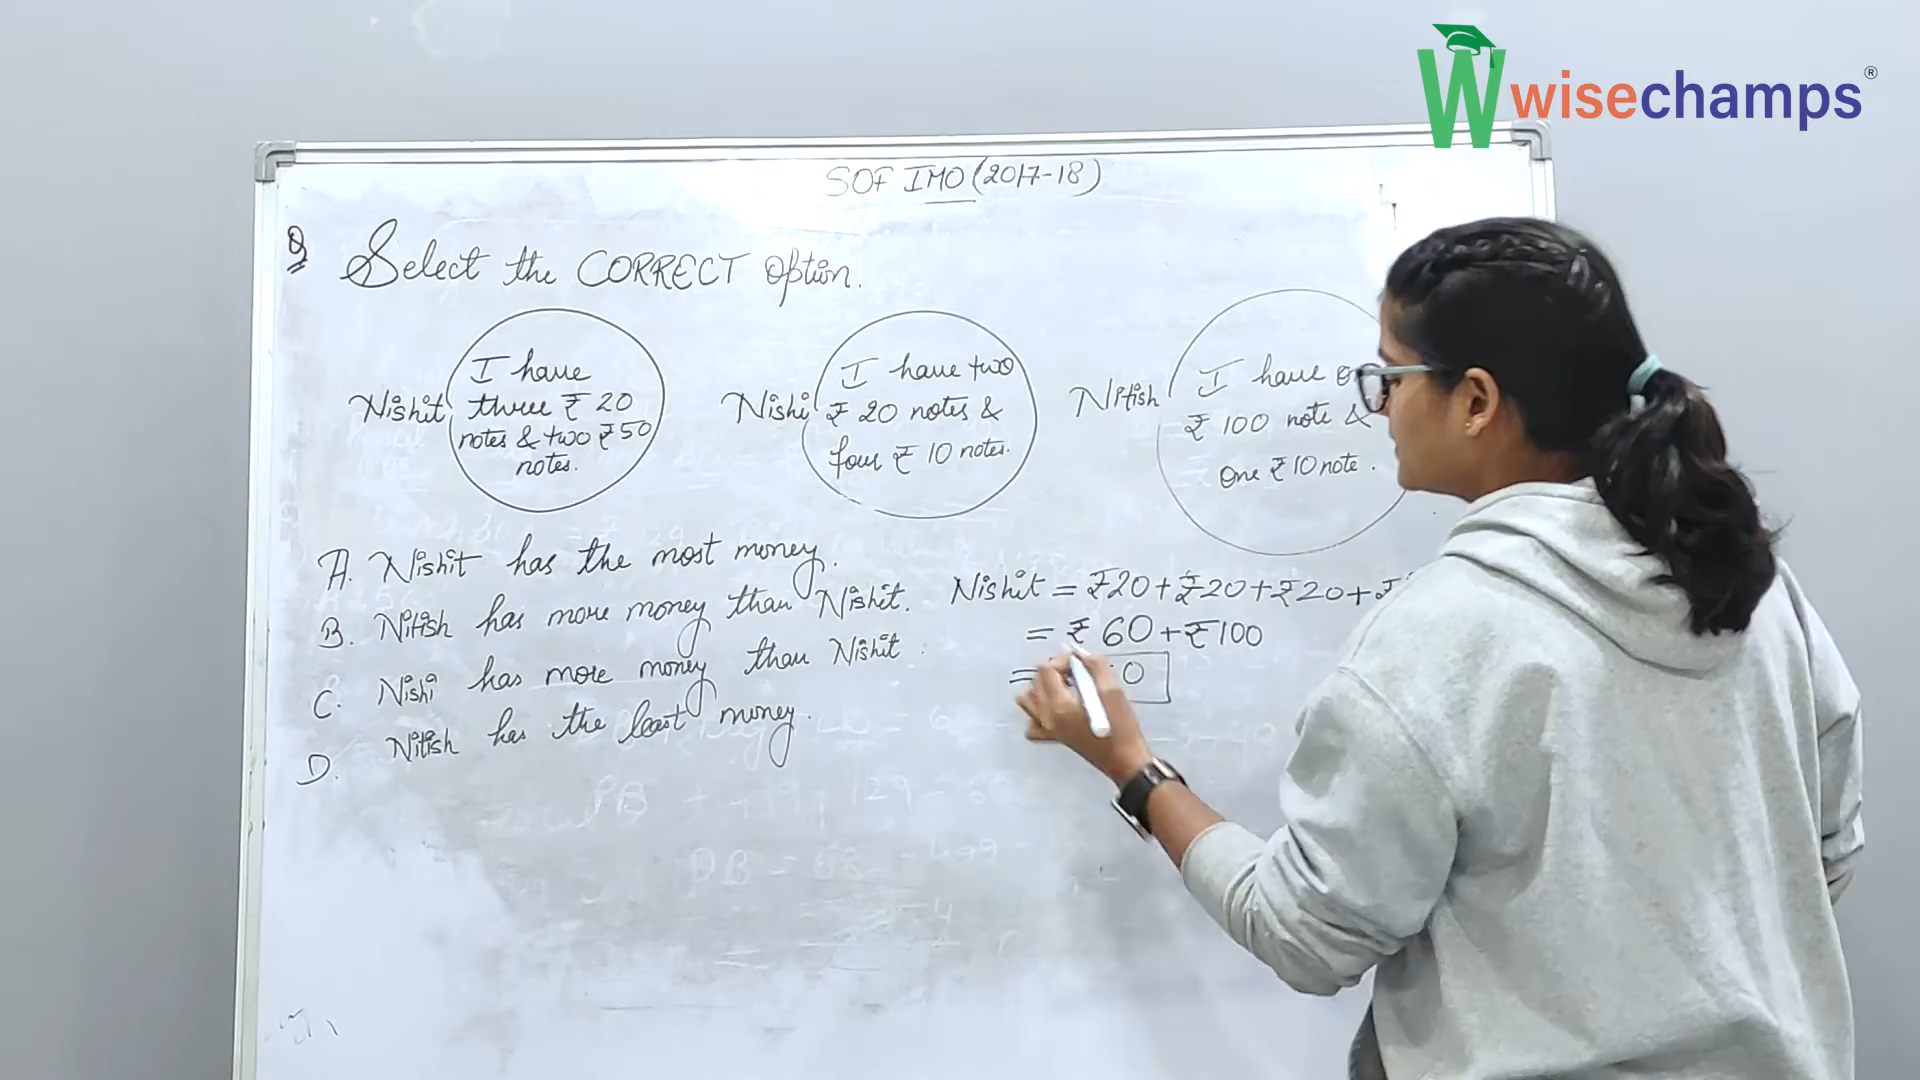 wisechamps®
SOF IMO (2017-18)
Q Select the CORRECT option.
Nishit
I have
three ₹ 20
notes & two ₹50
notes.
Nishi
I have two
₹ 20 notes &
four ₹ 10 notes.
Nitish
I have
₹ 100 note &
One ₹10 note.
A. Nishit has the most money.
B. Nitish has more money than Nishit.
C. Nishi has more money than Nishit.
D. Nitish has the least money.
Nishit = ₹20 + ₹20 + ₹20 + ₹
= ₹ 60 + ₹100
= 0